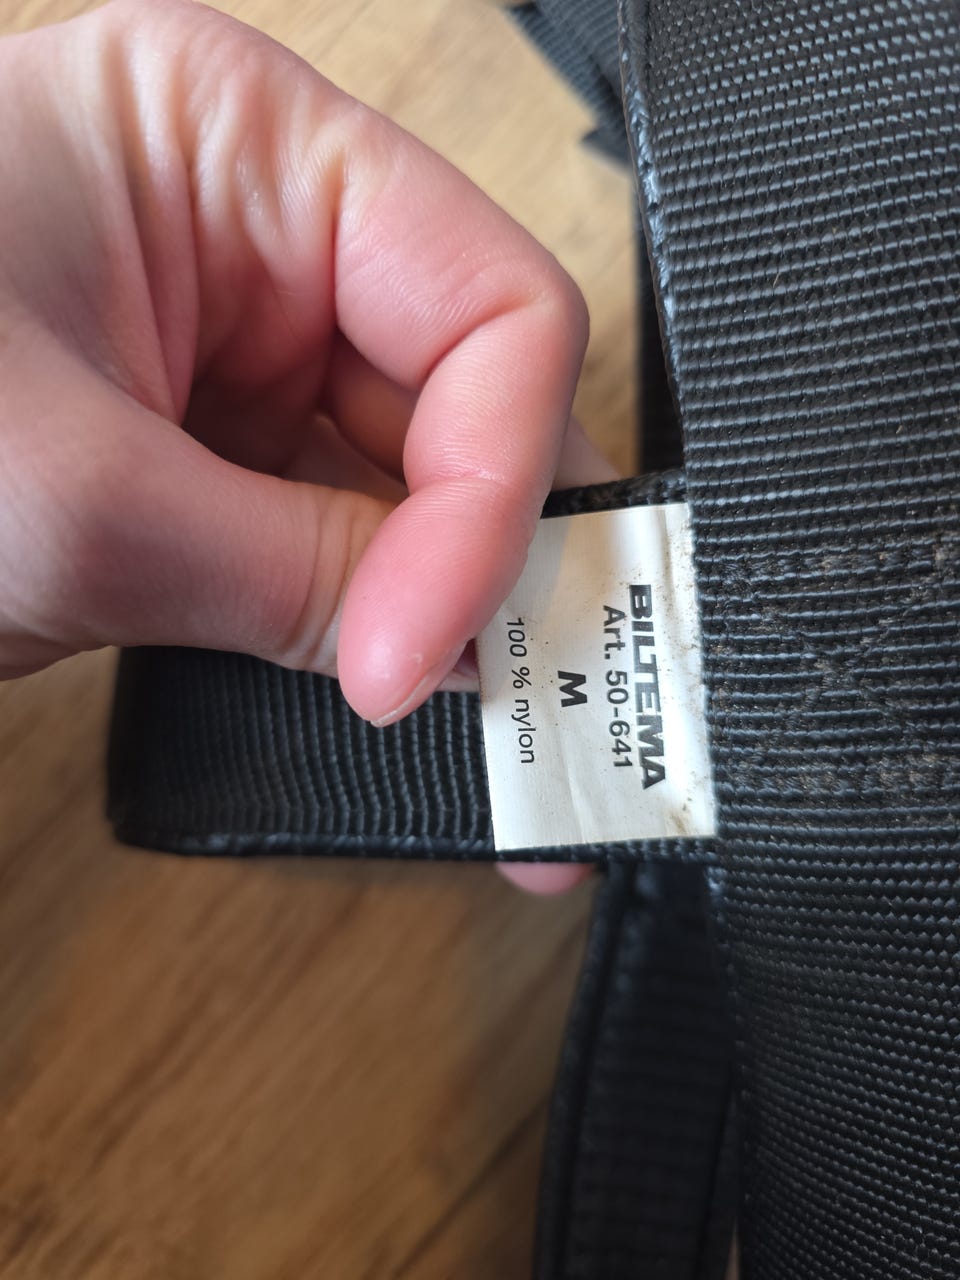 BILTEMA
Art. 50-641
M
100 % nylon